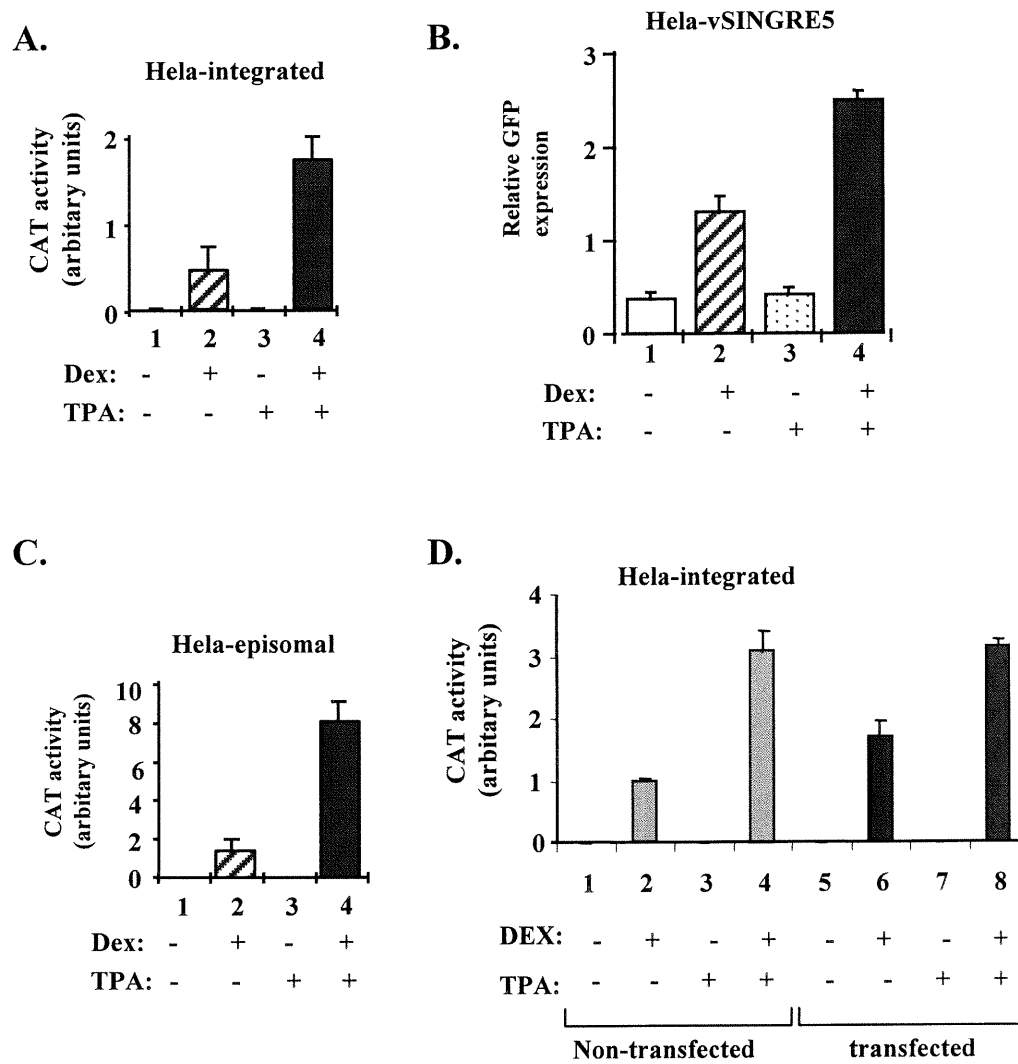 A.
Hela-integrated
CAT activity
(arbitary units)
2
1
0
1 2 3 4
Dex: - + - +
TPA: - - + +
B.
Hela-vSINGRE5
Relative GFP
expression
3
2
1
0
1 2 3 4
Dex: - + - +
TPA: - - + +
C.
Hela-episomal
CAT activity
(arbitary units)
10
8
6
4
2
0
1 2 3 4
Dex: - + - +
TPA: - - + +
D.
Hela-integrated
CAT activity
(arbitary units)
4
3
2
1
0
1 2 3 4 5 6 7 8
DEX: - + - + - + - +
TPA: - - + + - - + +
Non-transfected transfected